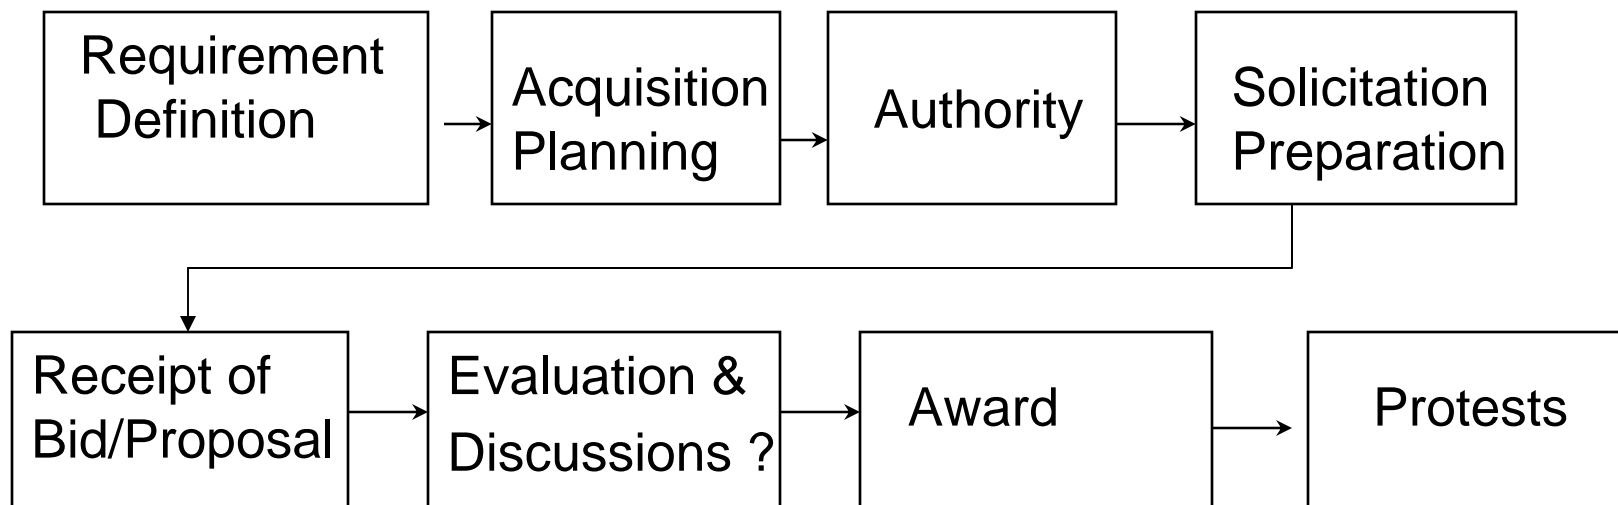 Requirement
Definition
Acquisition
Planning
Authority
Solicitation
Preparation
Receipt of
Bid/Proposal
Evaluation &
Discussions ?
Award
Protests